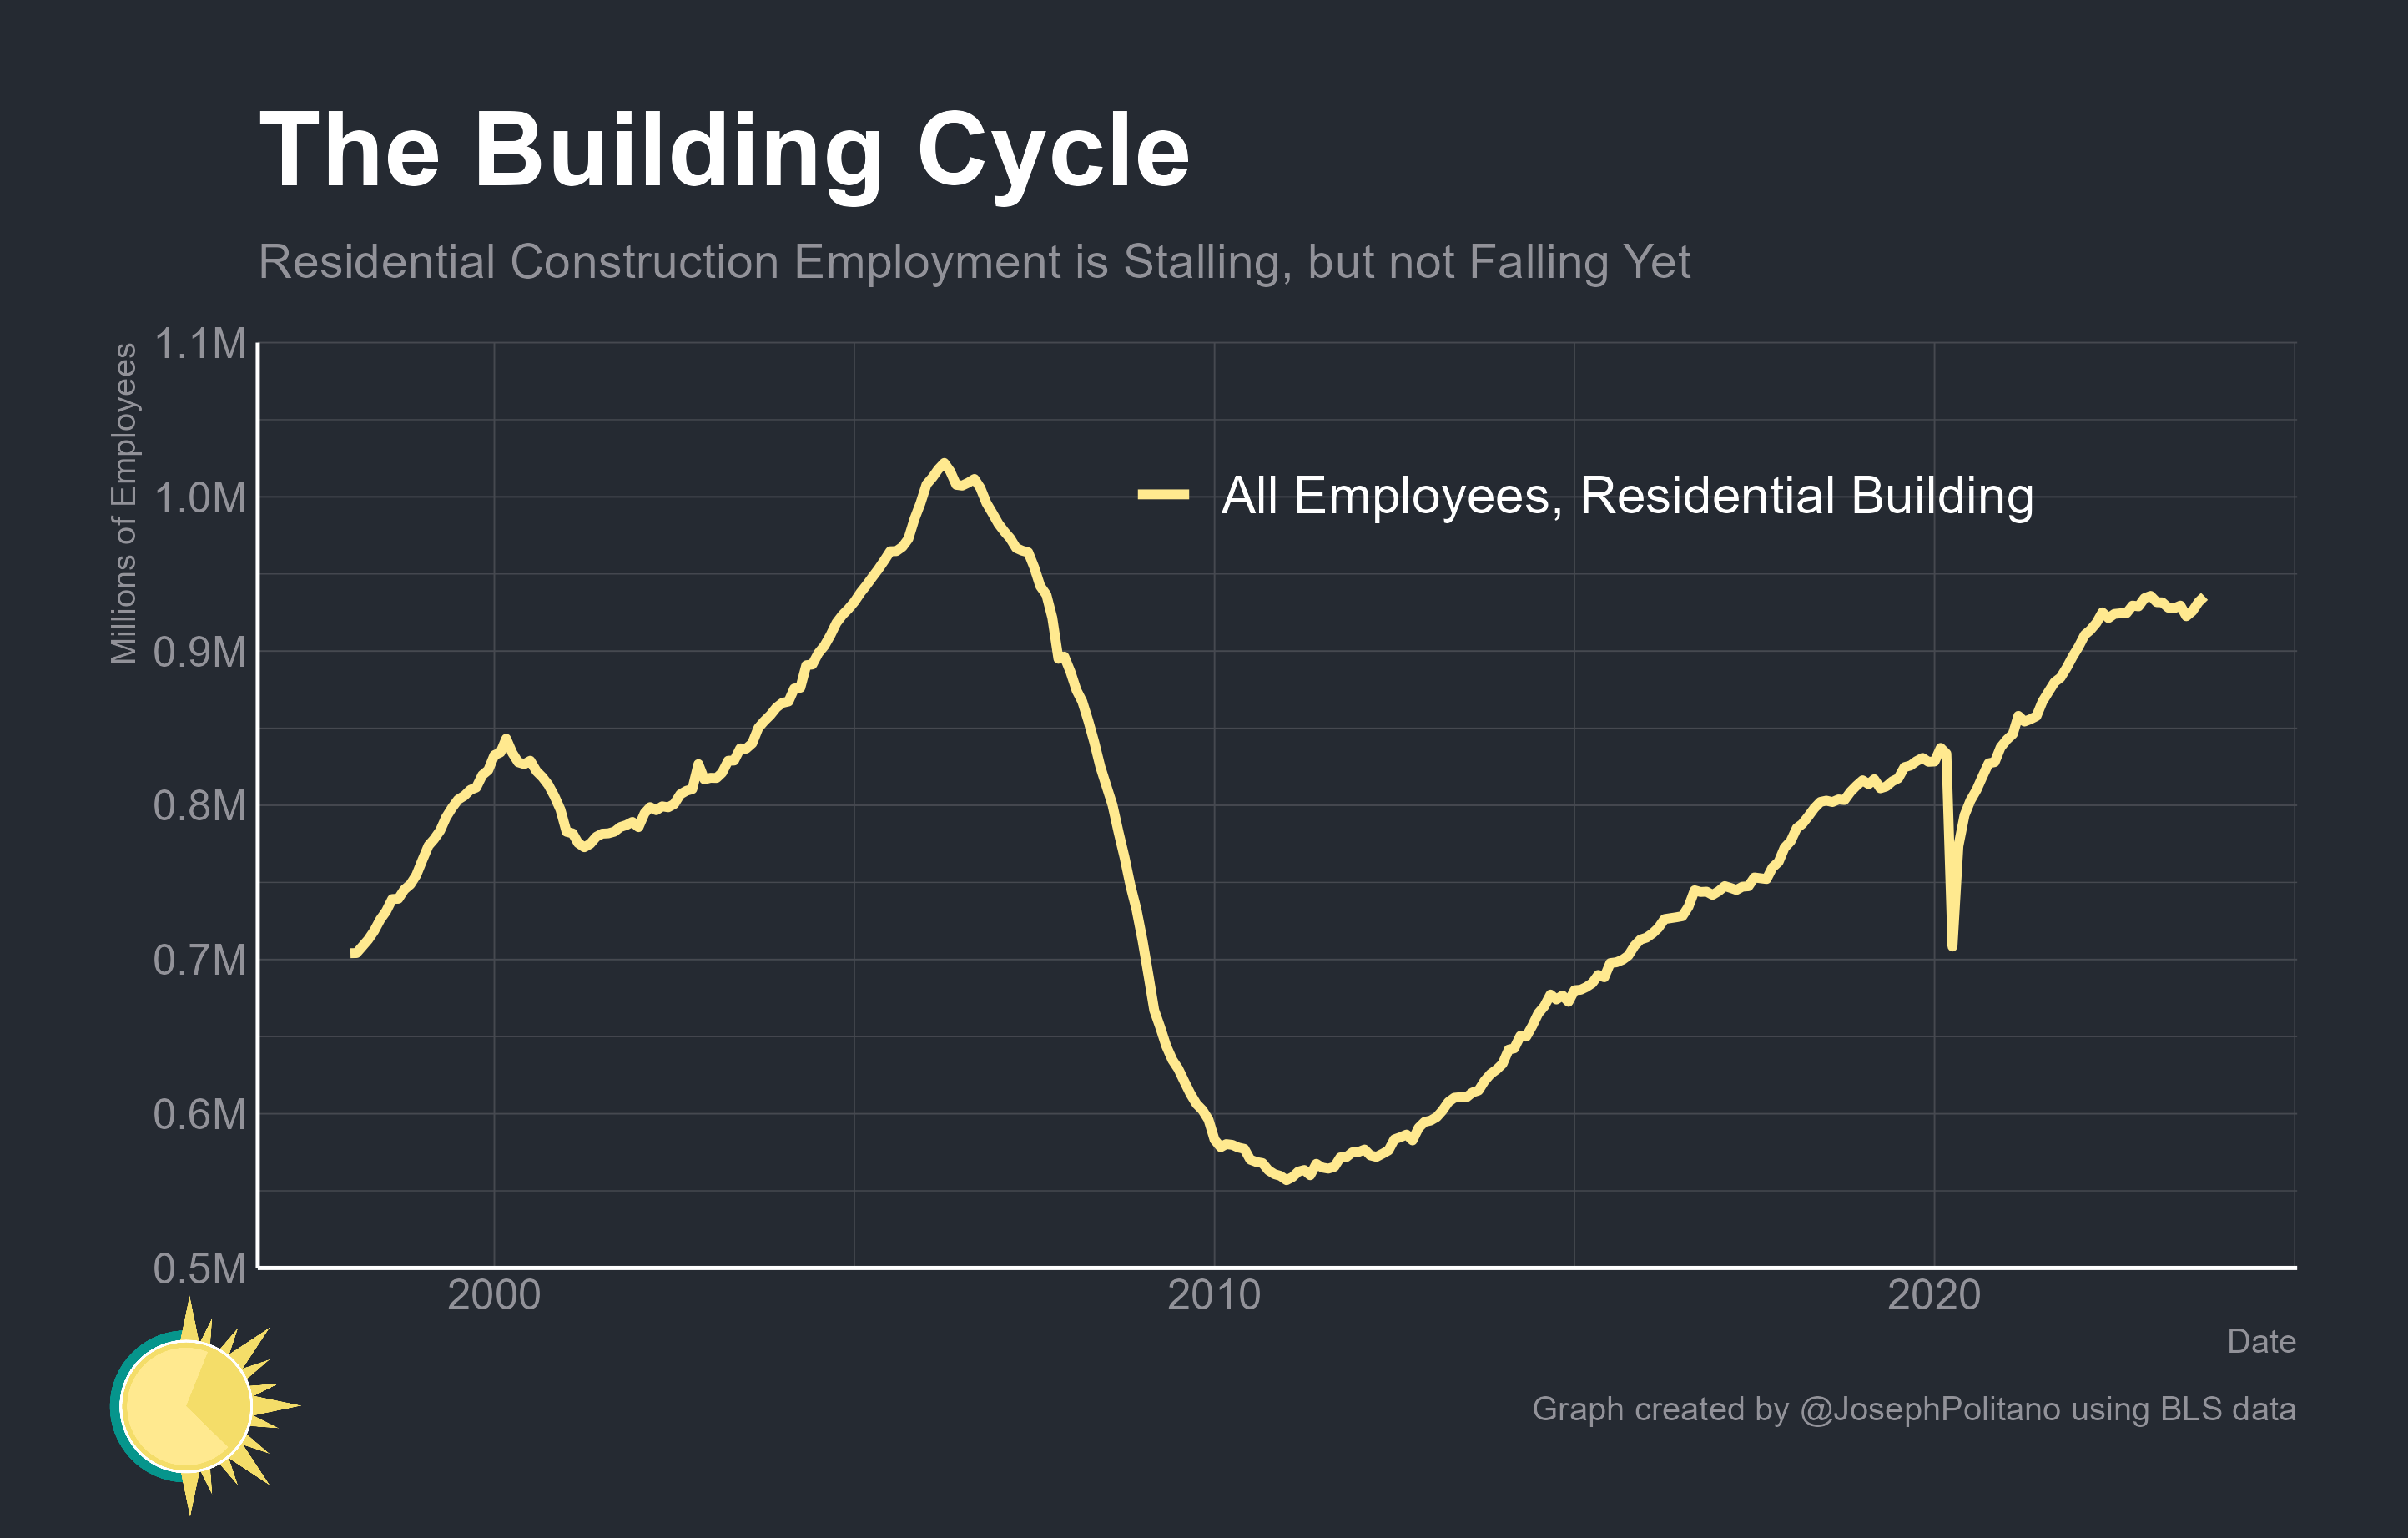 The Building Cycle
Residential Construction Employment is Stalling, but not Falling Yet
Millions of Employees
1.1M
1.0M
0.9M
0.8M
0.7M
0.6M
0.5M
All Employees, Residential Building
2000
2010
2020
Date
Graph created by @JosephPolitano using BLS data